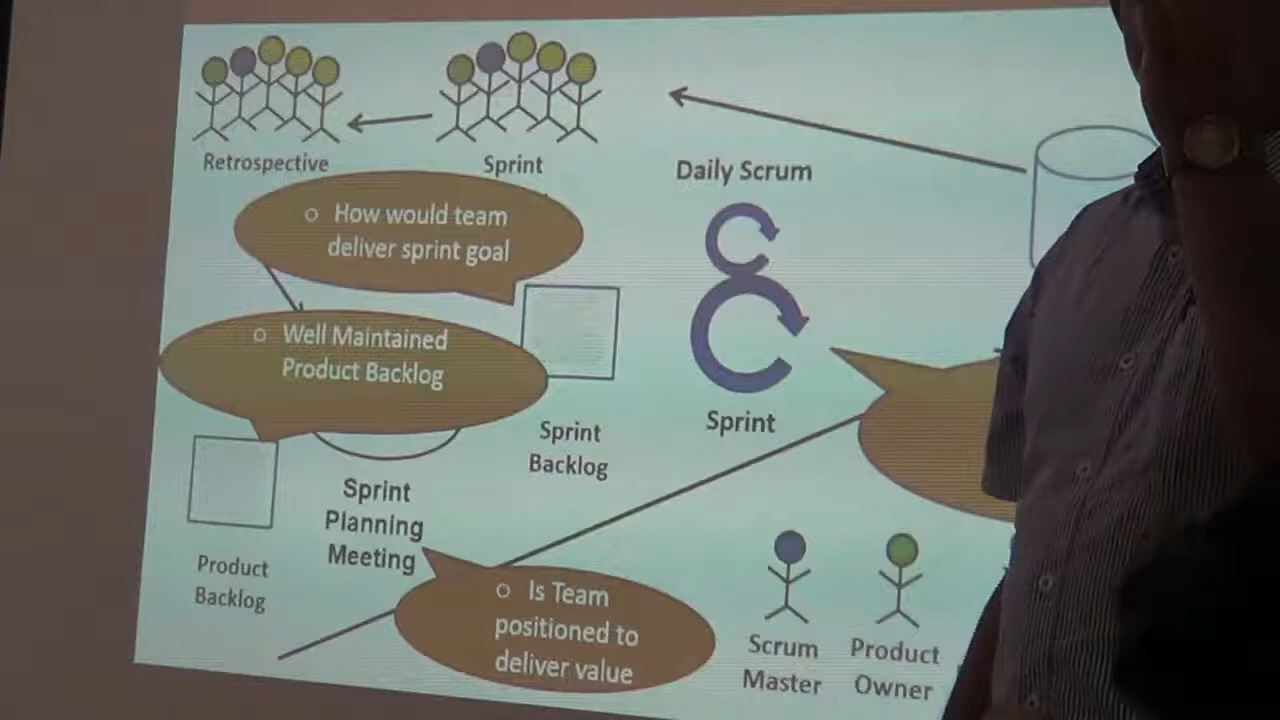 Retrospective
Sprint
Daily Scrum
How would team
deliver sprint goal
Well Maintained
Product Backlog
Sprint
Sprint
Backlog
Sprint
Planning
Meeting
Product
Backlog
Is Team
positioned to
deliver value
Scrum
Master
Product
Owner